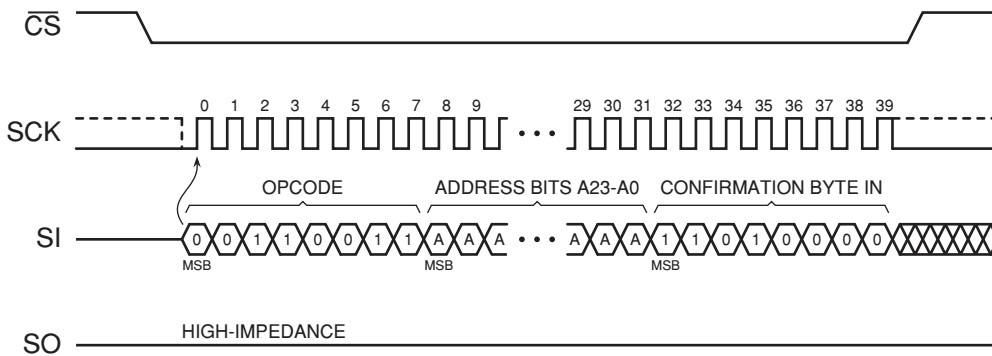 CS
0 1 2 3 4 5 6 7 8 9 29 30 31 32 33 34 35 36 37 38 39
SCK
OPCODE ADDRESS BITS A23-A0 CONFIRMATION BYTE IN
SI 0 0 1 1 0 0 1 1 A A A A A A 1 1 0 1 0 0 0 0
MSB MSB MSB
HIGH-IMPEDANCE
SO